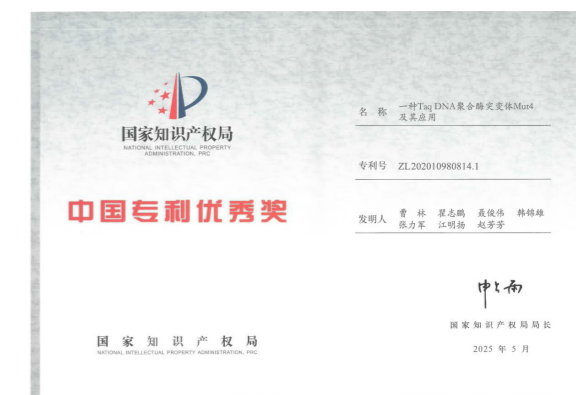 国家知识产权局
NATIONAL INTELLECTUAL PROPERTY
ADMINISTRATION, PRC
中国专利优秀奖
国家知识产权局
NATIONAL INTELLECTUAL PROPERTY ADMINISTRATION, PRC
名 称 一种Taq DNA聚合酶突变体Mut4
及其应用
专利号 ZL202010980814.1
发明人 曹 林 翟志鹏 聂俊伟 韩锦雄
张力军 江明扬 赵芳芳
申长雨
国家知识产权局局长
2025 年 5 月